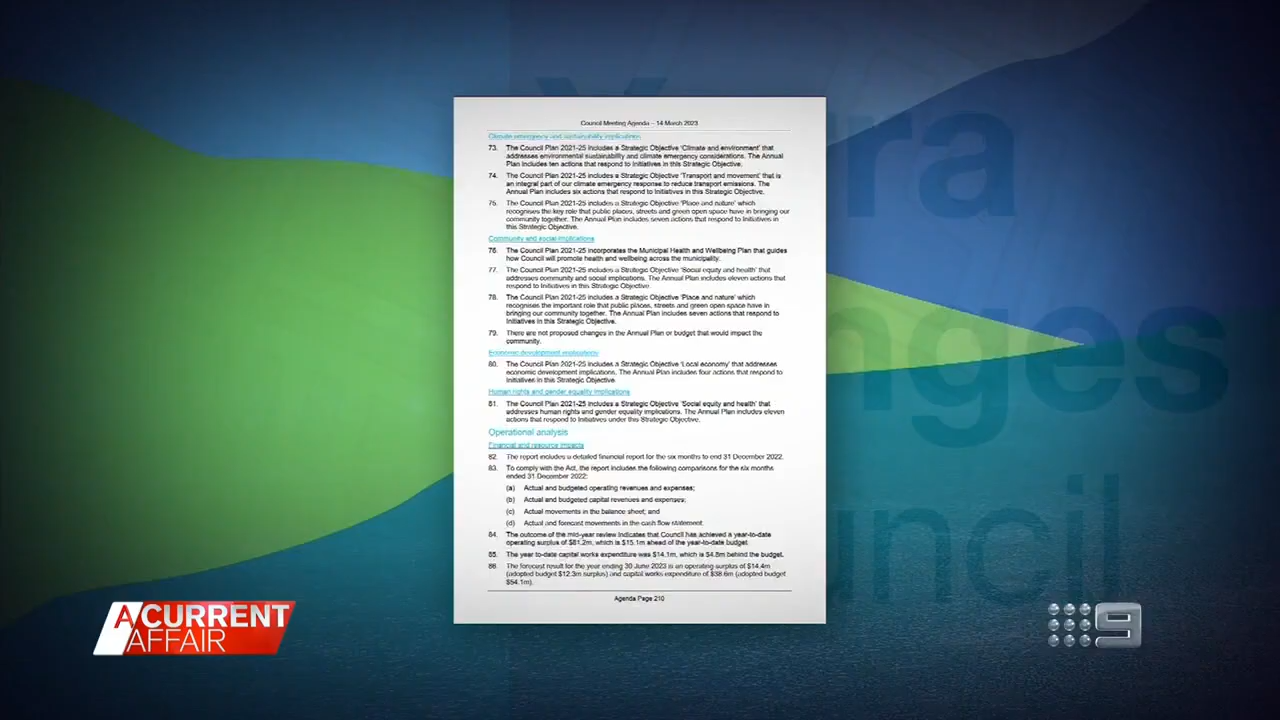 Council Meeting Agenda – 14 March 2023
Climate emergency and sustainability implications
73. The Council Plan 2021-25 includes a Strategic Objective ‘Climate and environment’ that
addresses environmental sustainability and climate emergency considerations. The Annual
Plan includes ten actions that respond to Initiatives in this Strategic Objective.
74. The Council Plan 2021-25 includes a Strategic Objective ‘Transport and movement’ that is
an integral part of our climate emergency response to reduce transport emissions. The
Annual Plan includes six actions that respond to Initiatives in this Strategic Objective.
75. The Council Plan 2021-25 includes a Strategic Objective ‘Place and nature’ which
recognises the key role that public places, streets and green open space have in bringing our
community together. The Annual Plan includes seven actions that respond to Initiatives in
this Strategic Objective.
Community and social implications
76. The Council Plan 2021-25 incorporates the Municipal Health and Wellbeing Plan that guides
how Council will promote health and wellbeing across the municipality.
77. The Council Plan 2021-25 includes a Strategic Objective ‘Social equity and health’ that
addresses community and social implications. The Annual Plan includes eleven actions that
respond to Initiatives in this Strategic Objective.
78. The Council Plan 2021-25 includes a Strategic Objective ‘Place and nature’ which
recognises the important role that public places, streets and green open space have in
bringing our community together. The Annual Plan includes seven actions that respond to
Initiatives in this Strategic Objective.
79. There are not proposed changes in the Annual Plan or budget that would impact the
community.
Economic development implications
80. The Council Plan 2021-25 includes a Strategic Objective ‘Local economy’ that addresses
economic development implications. The Annual Plan includes four actions that respond to
Initiatives in this Strategic Objective.
Human rights and gender equality implications
81. The Council Plan 2021-25 includes a Strategic Objective ‘Social equity and health’ that
addresses human rights and gender equality implications. The Annual Plan includes eleven
actions that respond to Initiatives under this Strategic Objective.
Operational analysis
Financial and resource impacts
82. The report includes a detailed financial report for the six months to end 31 December 2022.
83. To comply with the Act, the report includes the following comparisons for the six months
ended 31 December 2022:
(a) Actual and budgeted operating revenues and expenses;
(b) Actual and budgeted capital revenues and expenses;
(c) Actual movements in the balance sheet; and
(d) Actual and forecast movements in the cash flow statement.
84. The outcome of the mid-year review indicates that Council has achieved a year-to-date
operating surplus of $81.2m, which is $15.1m ahead of the year-to-date budget.
85. The year to-date capital works expenditure was $14.1m, which is $4.8m behind the budget.
86. The forecast result for the year ending 30 June 2023 is an operating surplus of $14.4m
(adopted budget $12.3m surplus) and capital works expenditure of $38.6m (adopted budget
$54.1m).
Agenda Page 210
A CURRENT
AFFAIR
9